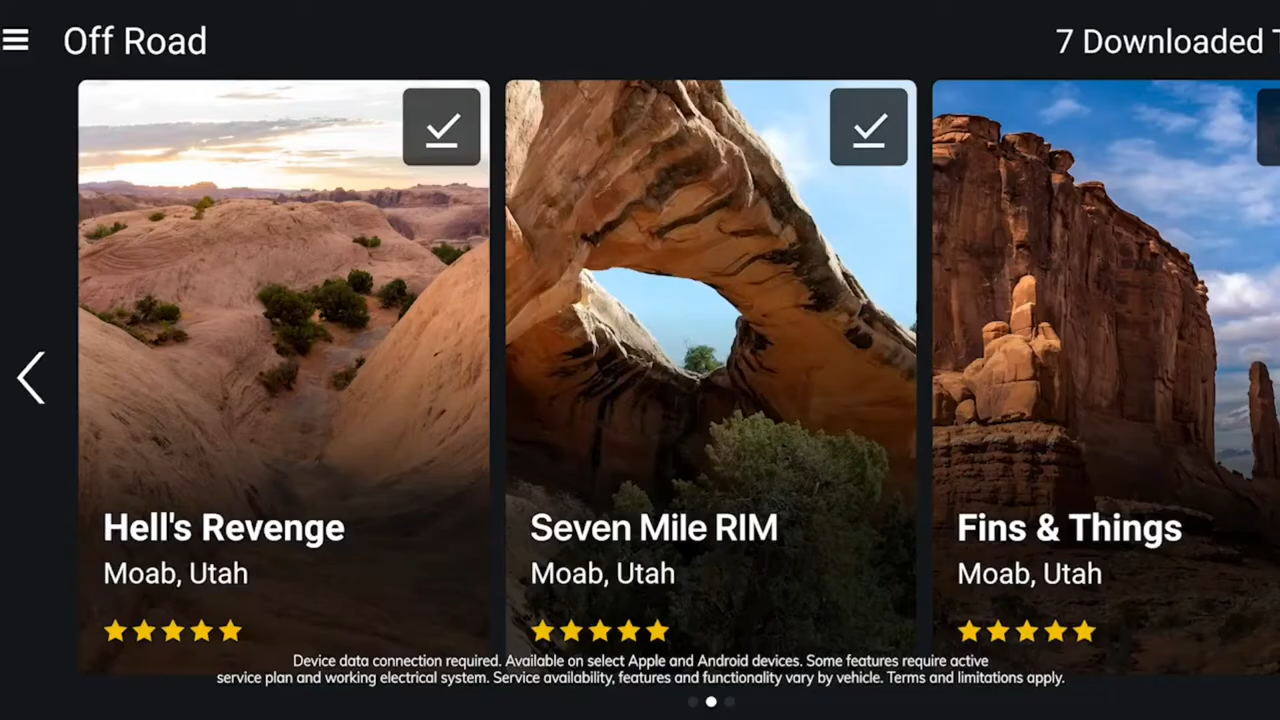 Off Road
7 Downloaded
Hell's Revenge
Moab, Utah
Seven Mile RIM
Moab, Utah
Fins & Things
Moab, Utah
Device data connection required. Available on select Apple and Android devices. Some features require active
service plan and working electrical system. Service availability, features and functionality vary by vehicle. Terms and limitations apply.